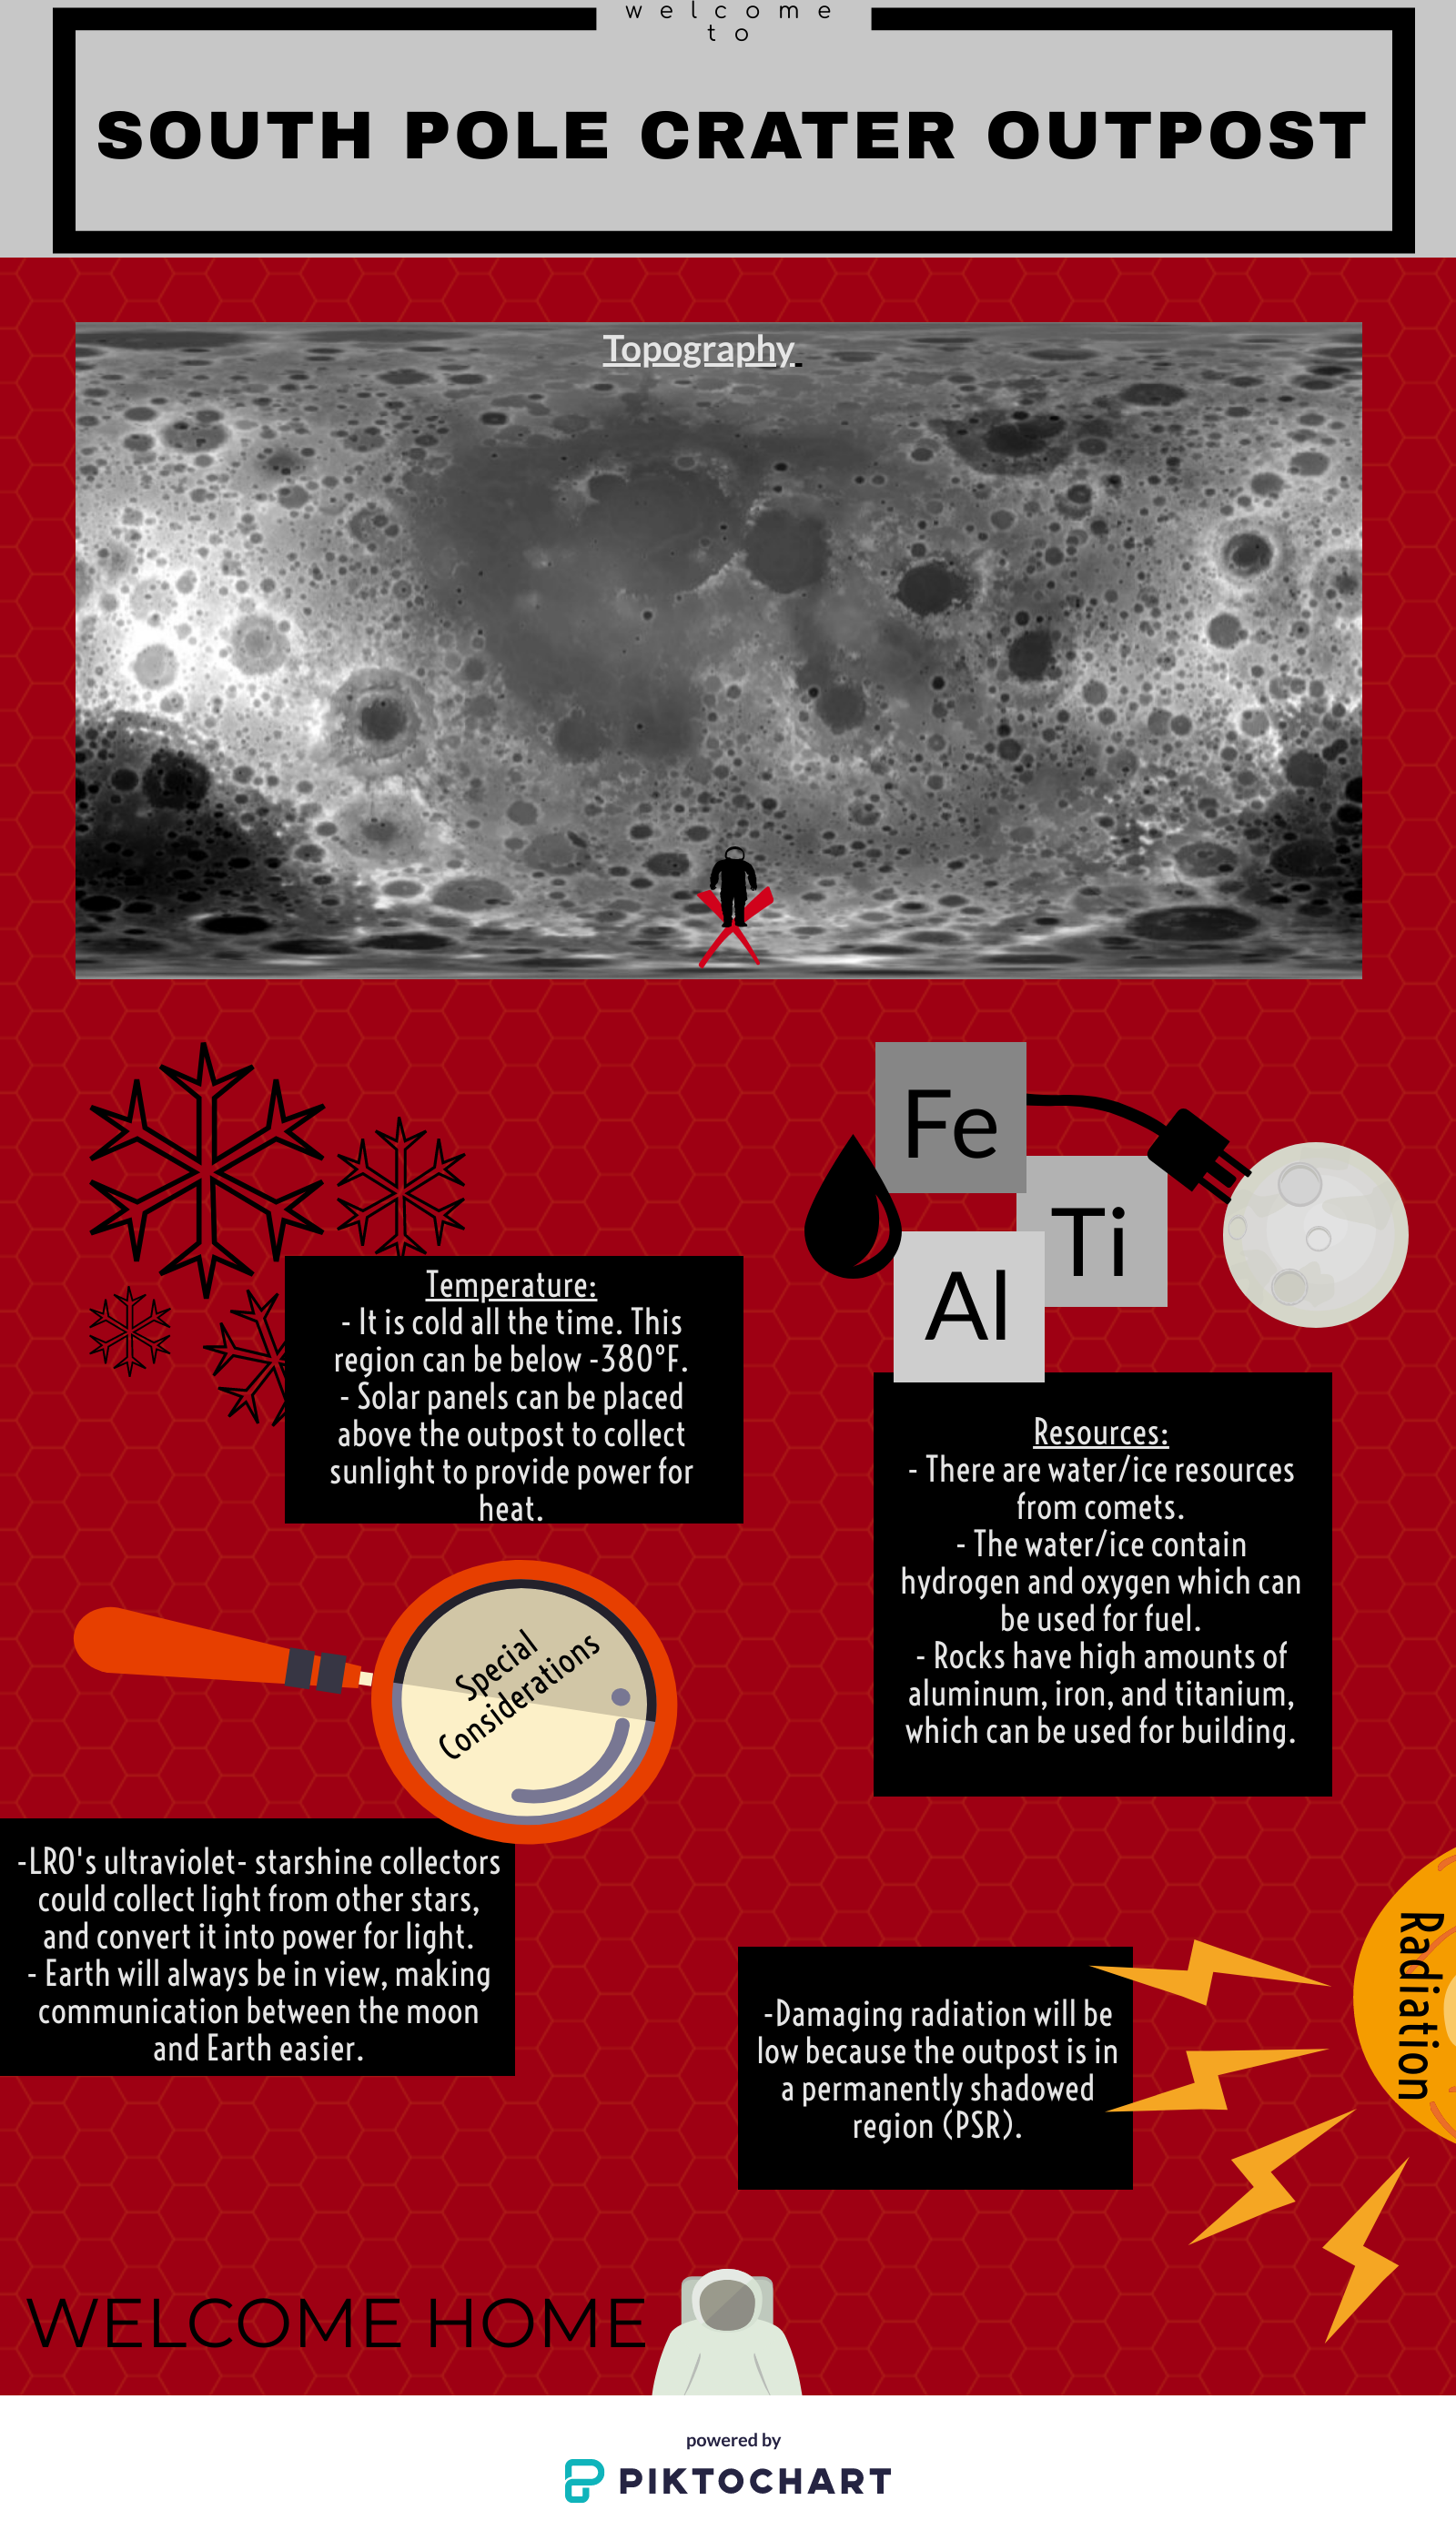 welcome
to
SOUTH POLE CRATER OUTPOST
Topography
Fe
Ti
Al
Temperature:
- It is cold all the time. This
region can be below -380°F.
- Solar panels can be placed
above the outpost to collect
sunlight to provide power for
heat.
Resources:
- There are water/ice resources
from comets.
- The water/ice contain
hydrogen and oxygen which can
be used for fuel.
- Rocks have high amounts of
aluminum, iron, and titanium,
which can be used for building.
Special
Considerations
-LRO's ultraviolet- starshine collectors
could collect light from other stars,
and convert it into power for light.
- Earth will always be in view, making
communication between the moon
and Earth easier.
Radiation
-Damaging radiation will be
low because the outpost is in
a permanently shadowed
region (PSR).
WELCOME HOME
powered by
PIKTOCHART